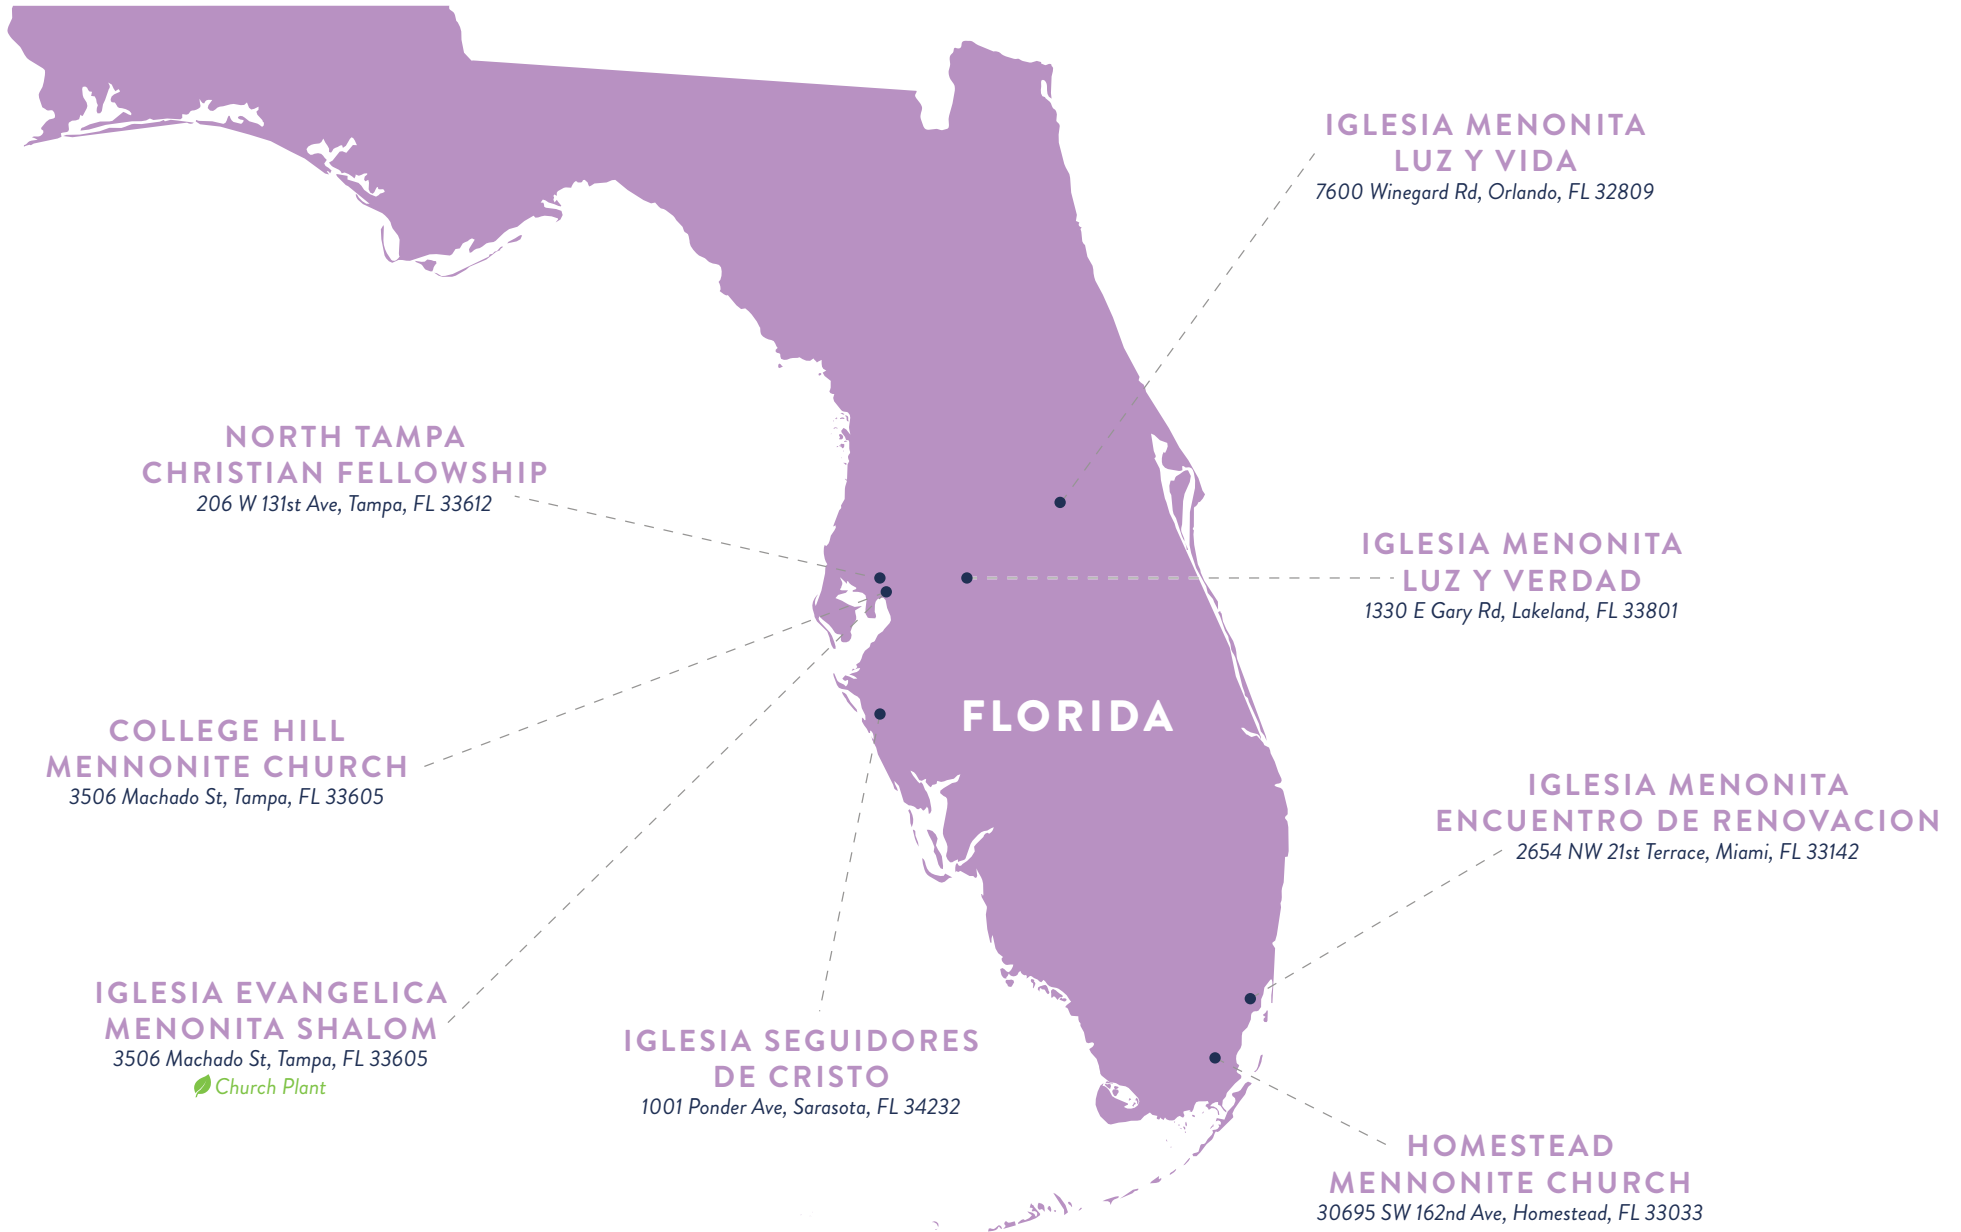 IGLESIA MENONITA
LUZ Y VIDA
7600 Winegard Rd, Orlando, FL 32809
NORTH TAMPA
CHRISTIAN FELLOWSHIP
206 W 131st Ave, Tampa, FL 33612
IGLESIA MENONITA
LUZ Y VERDAD
1330 E Gary Rd, Lakeland, FL 33801
FLORIDA
COLLEGE HILL
MENNONITE CHURCH
3506 Machado St, Tampa, FL 33605
IGLESIA MENONITA
ENCUENTRO DE RENOVACION
2654 NW 21st Terrace, Miami, FL 33142
IGLESIA EVANGELICA
MENONITA SHALOM
3506 Machado St, Tampa, FL 33605
Church Plant
IGLESIA SEGUIDORES
DE CRISTO
1001 Ponder Ave, Sarasota, FL 34232
HOMESTEAD
MENNONITE CHURCH
30695 SW 162nd Ave, Homestead, FL 33033